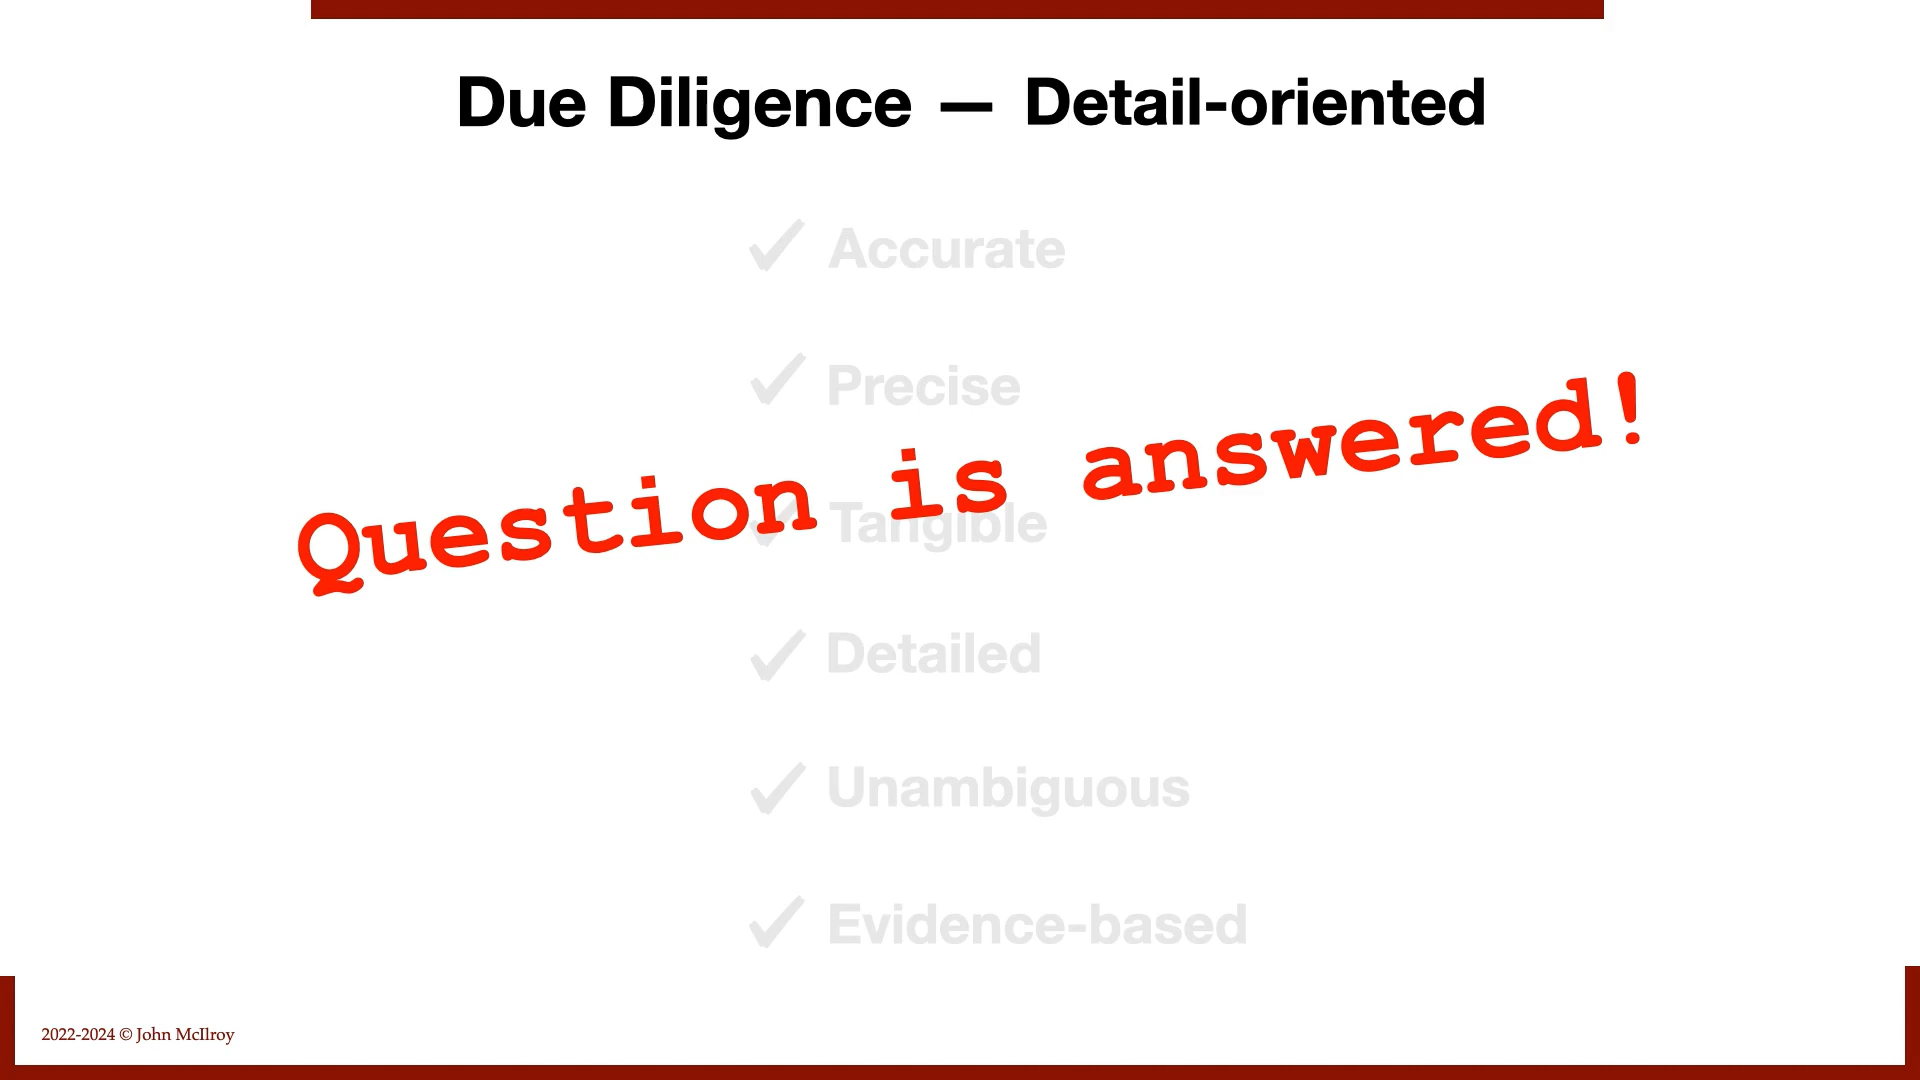 Due Diligence — Detail-oriented
✓ Accurate
✓ Precise
Question is answered!
✓ Tangible
✓ Detailed
✓ Unambiguous
✓ Evidence-based
2022-2024 © John McIlroy